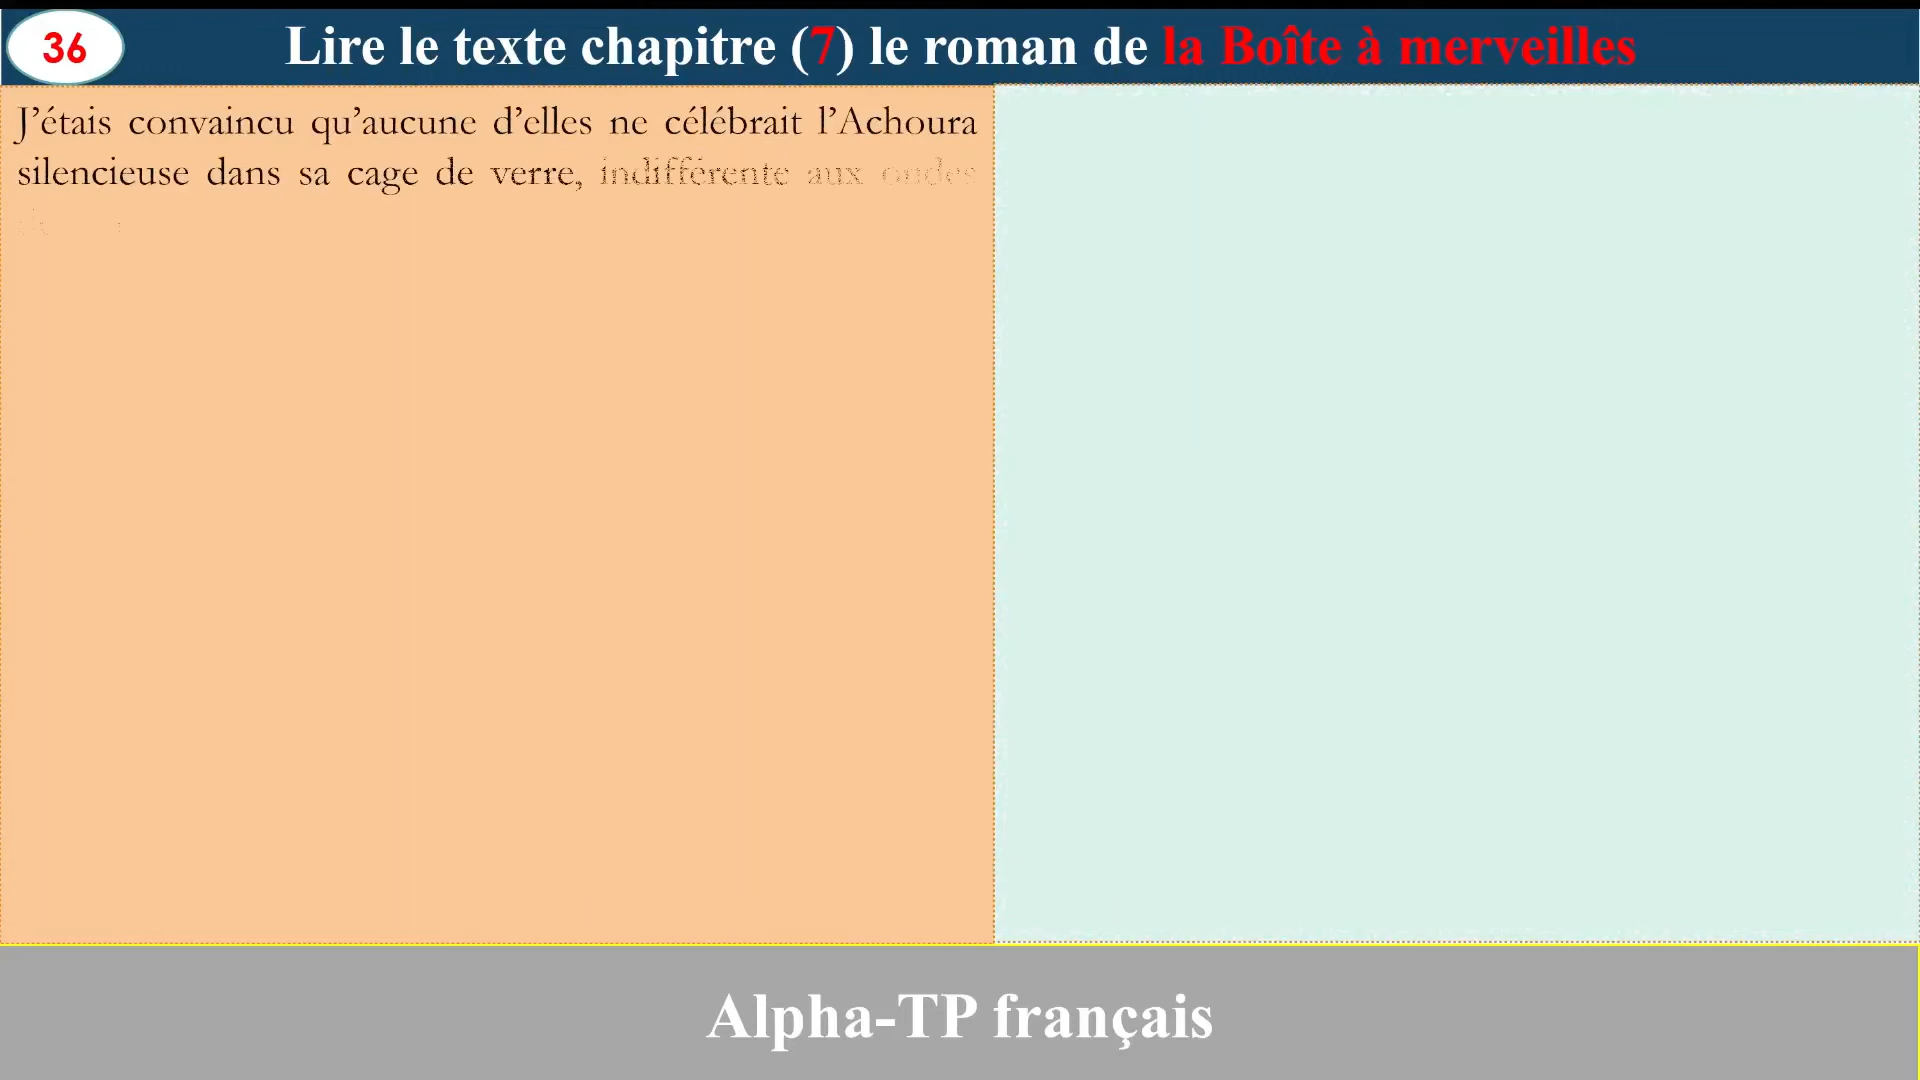 36
Lire le texte chapitre (7) le roman de la Boîte à merveilles
J’étais convaincu qu’aucune d’elles ne célébrait l’Achoura
silencieuse dans sa cage de verre, indifférente aux ondes
Alpha-TP français